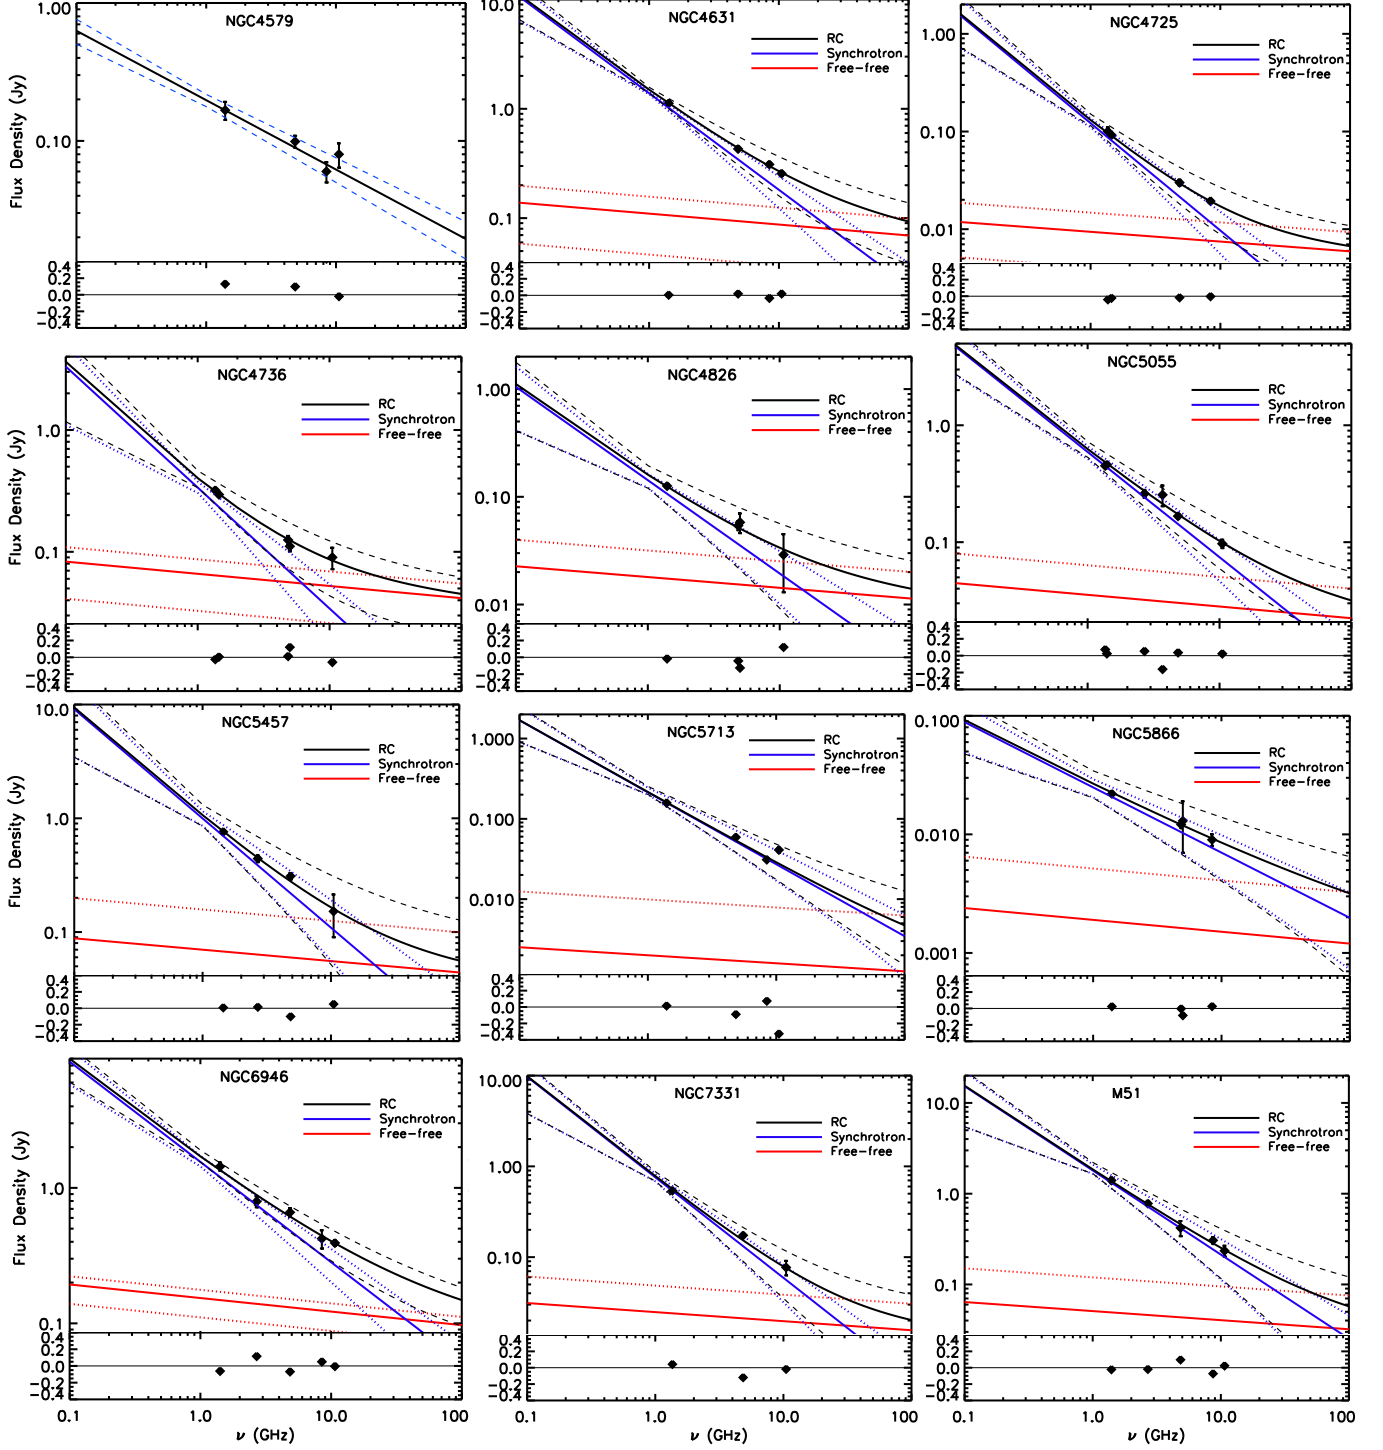 NGC4579
1.00
0.10
Flux Density (Jy)
0.4
0.2
0.0
−0.2
−0.4
NGC4631
RC
Synchrotron
Free−free
10.0
1.0
0.1
0.4
0.2
0.0
−0.2
−0.4
NGC4725
RC
Synchrotron
Free−free
1.00
0.10
0.01
0.4
0.2
0.0
−0.2
−0.4
NGC4736
RC
Synchrotron
Free−free
1.0
0.1
Flux Density (Jy)
0.4
0.2
0.0
−0.2
−0.4
NGC4826
RC
Synchrotron
Free−free
1.00
0.10
0.01
0.4
0.2
0.0
−0.2
−0.4
NGC5055
RC
Synchrotron
Free−free
1.0
0.1
0.4
0.2
0.0
−0.2
−0.4
NGC5457
RC
Synchrotron
Free−free
10.0
1.0
0.1
Flux Density (Jy)
0.4
0.2
0.0
−0.2
−0.4
NGC5713
RC
Synchrotron
Free−free
1.000
0.100
0.010
0.4
0.2
0.0
−0.2
−0.4
NGC5866
RC
Synchrotron
Free−free
0.100
0.010
0.001
0.4
0.2
0.0
−0.2
−0.4
NGC6946
RC
Synchrotron
Free−free
1.0
0.1
Flux Density (Jy)
0.4
0.2
0.0
−0.2
−0.4
0.1 1.0 10.0 100
ν (GHz)
NGC7331
RC
Synchrotron
Free−free
10.00
1.00
0.10
0.4
0.2
0.0
−0.2
−0.4
0.1 1.0 10.0 100
ν (GHz)
M51
RC
Synchrotron
Free−free
10.0
1.0
0.1
0.4
0.2
0.0
−0.2
−0.4
0.1 1.0 10.0 100
ν (GHz)